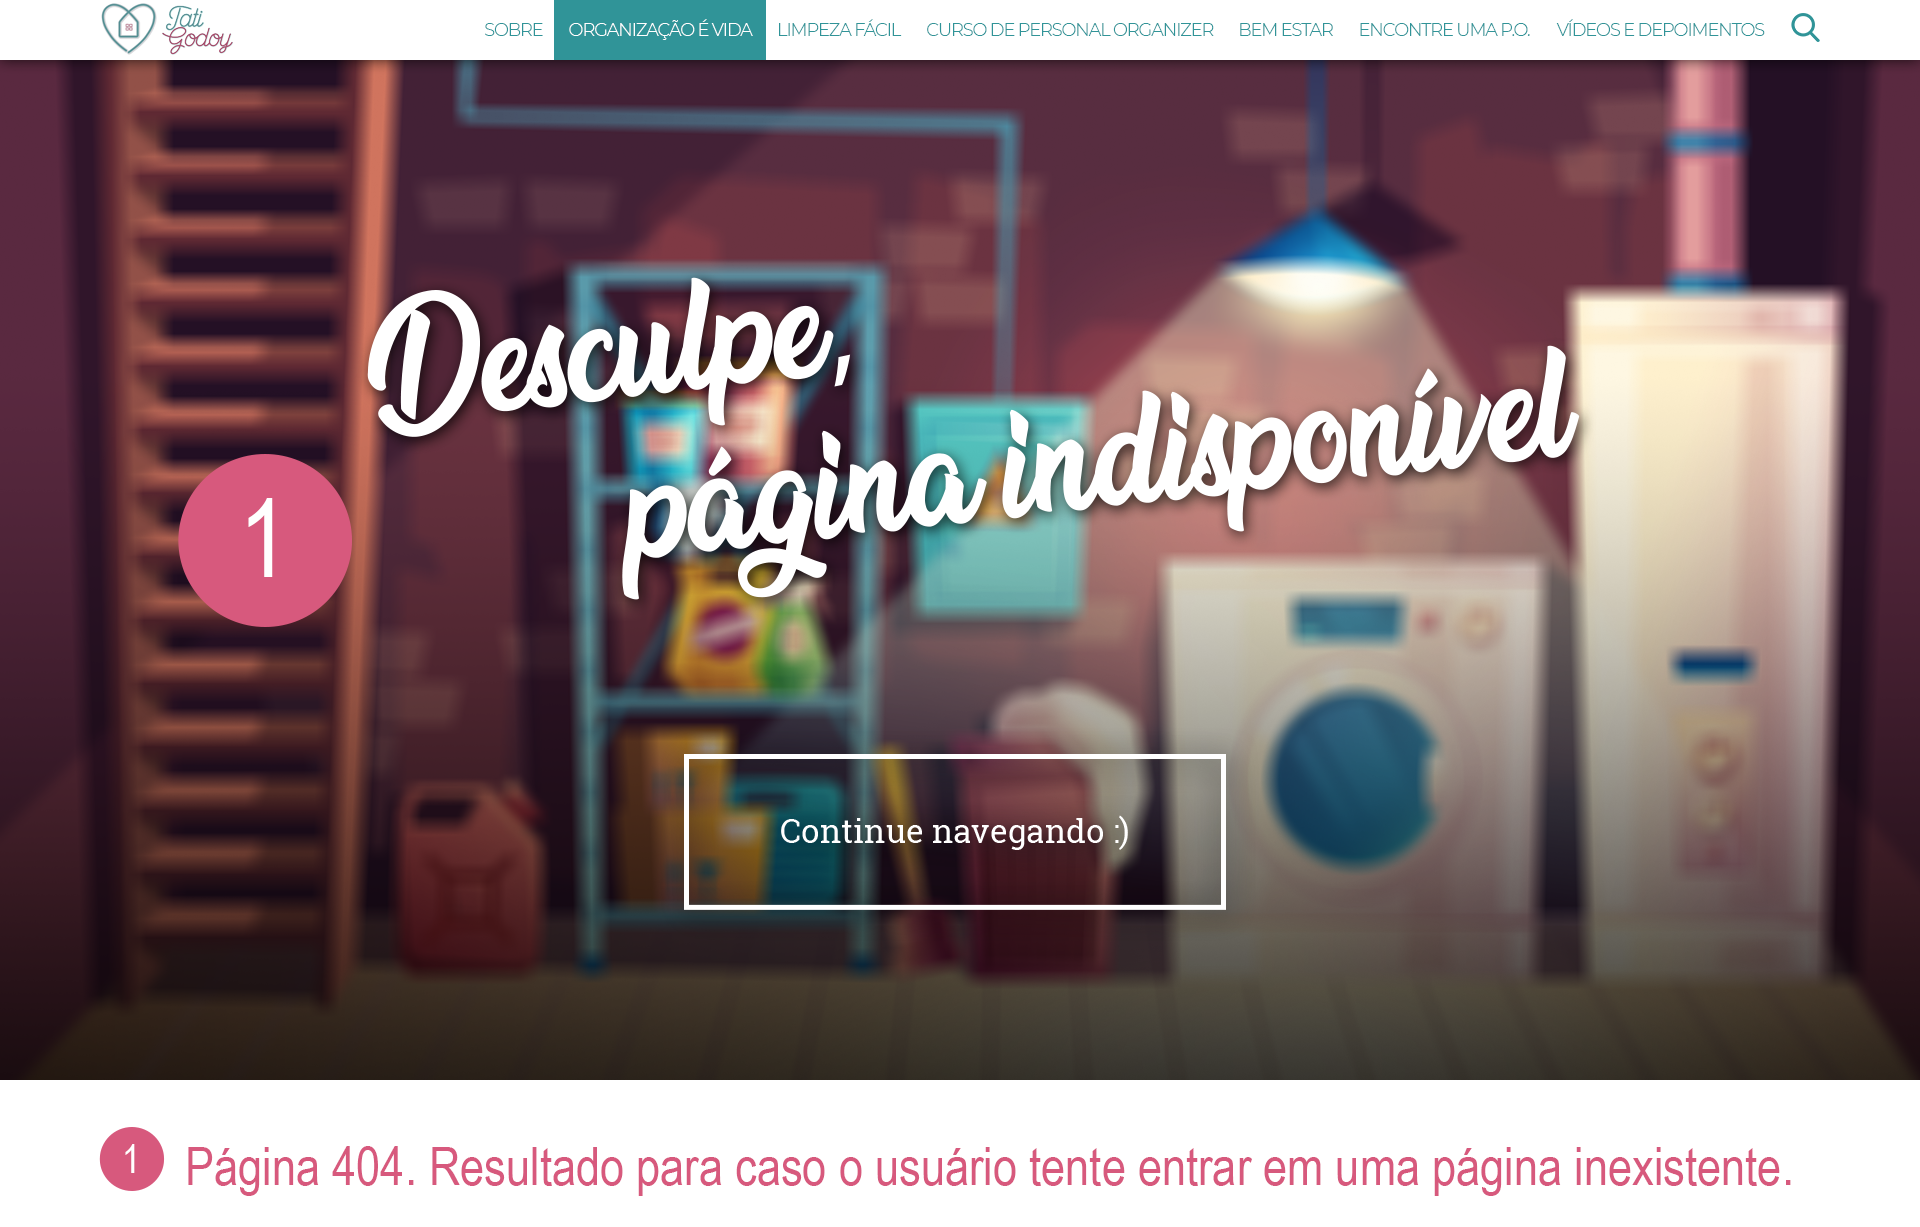 Tati
Godoy
SOBRE
ORGANIZAÇÃO É VIDA
LIMPEZA FÁCIL
CURSO DE PERSONAL ORGANIZER
BEM ESTAR
ENCONTRE UMA P.O.
VÍDEOS E DEPOIMENTOS
Desculpe,
página indisponível
1
Continue navegando :)
1
Página 404. Resultado para caso o usuário tente entrar em uma página inexistente.